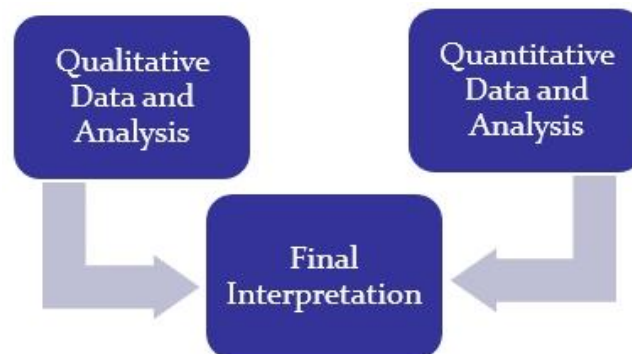 Qualitative
Data and
Analysis
Quantitative
Data and
Analysis
Final
Interpretation